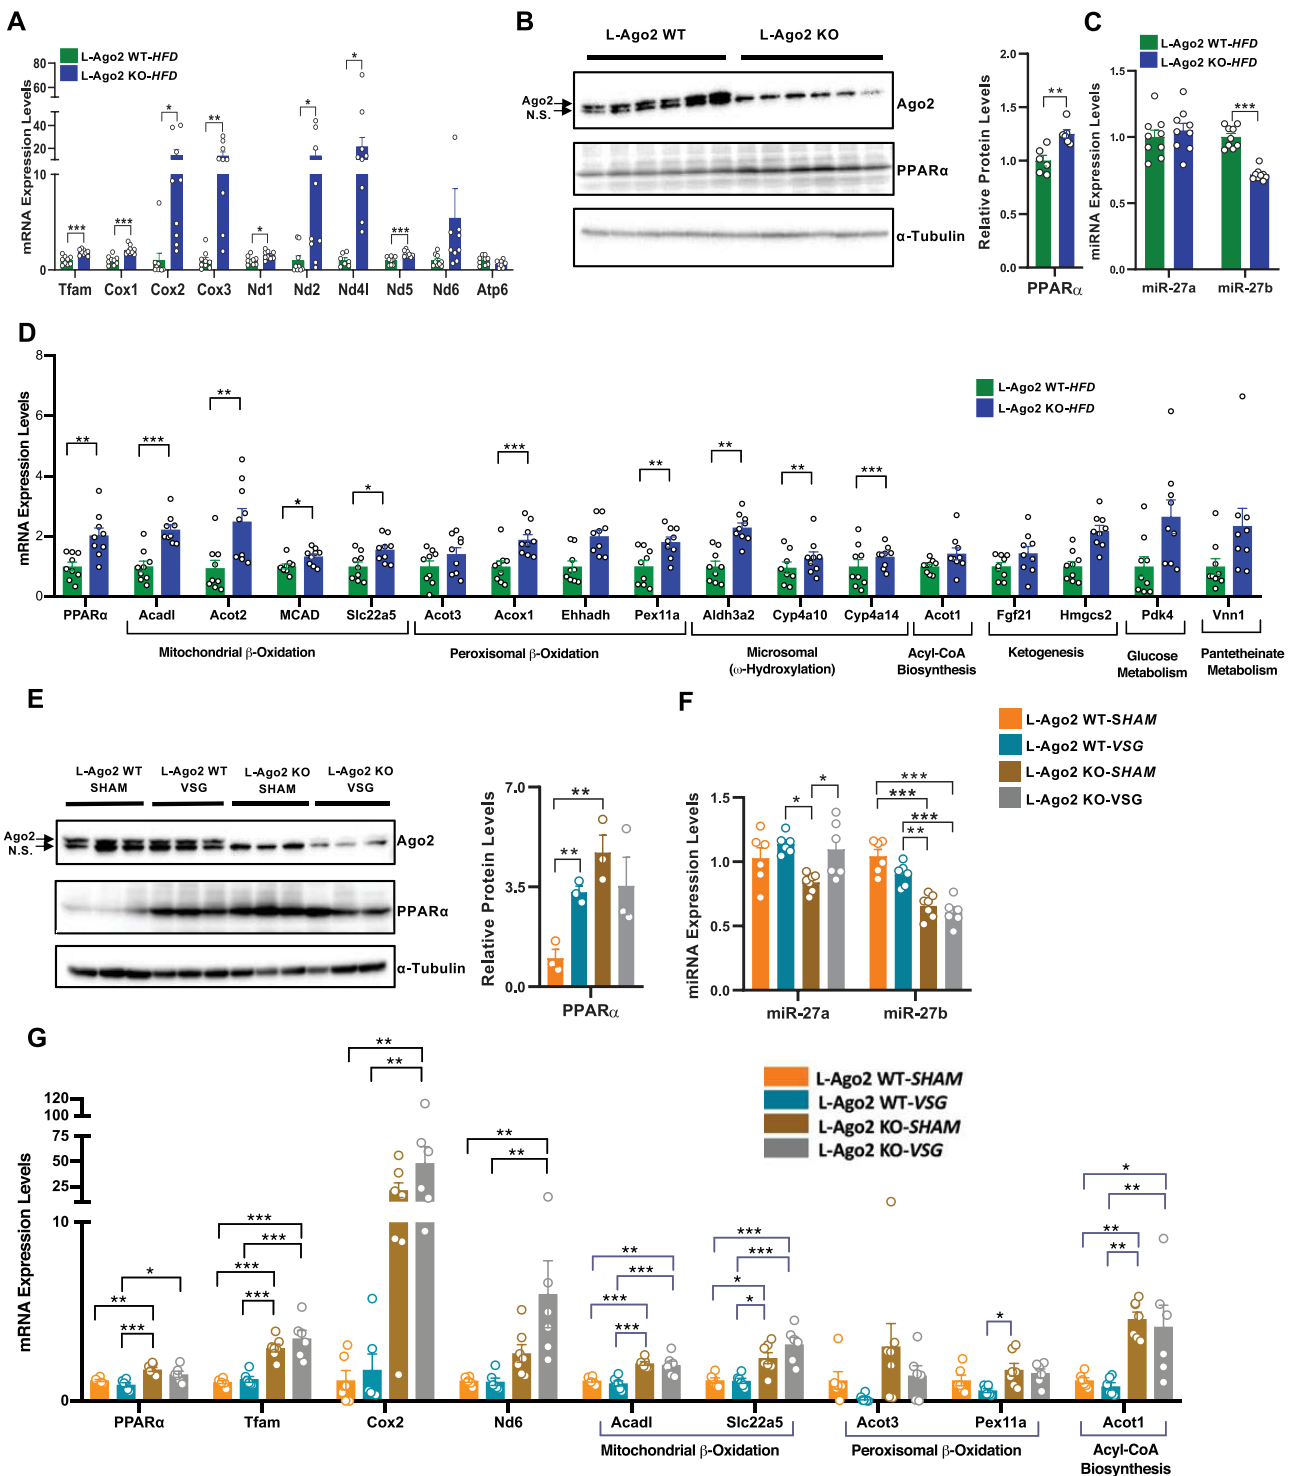 A
L-Ago2 WT-HFD
L-Ago2 KO-HFD
mRNA Expression Levels
80
60
40
20
10
0
*
*
**
*
***
***
*
***
Tfam Cox1 Cox2 Cox3 Nd1 Nd2 Nd4l Nd5 Nd6 Atp6
B
L-Ago2 WT L-Ago2 KO
Ago2
N.S.
Ago2
PPARα
α-Tubulin
Relative Protein Levels
2.0
1.5
1.0
0.5
0.0
**
PPARα
C
L-Ago2 WT-HFD
L-Ago2 KO-HFD
miRNA Expression Levels
1.5
1.0
0.5
0.0
***
miR-27a miR-27b
D
L-Ago2 WT-HFD
L-Ago2 KO-HFD
mRNA Expression Levels
8
6
4
2
0
** *** ** * * *** ** ** ** ***
PPARα Acadl Acot2 MCAD Slc22a5 Acot3 Acox1 Ehhadh Pex11a Aldh3a2 Cyp4a10 Cyp4a14 Acot1 Fgf21 Hmgcs2 Pdk4 Vnn1
Mitochondrial β-Oxidation
Peroxisomal β-Oxidation
Microsomal
(ω-Hydroxylation)
Acyl-CoA
Biosynthesis
Ketogenesis
Glucose
Metabolism
Pantetheinate
Metabolism
E
L-Ago2 WT
SHAM
L-Ago2 WT
VSG
L-Ago2 KO
SHAM
L-Ago2 KO
VSG
Ago2
N.S.
Ago2
PPARα
α-Tubulin
Relative Protein Levels
7.0
3.5
0.0
**
**
PPARα
F
L-Ago2 WT-SHAM
L-Ago2 WT-VSG
L-Ago2 KO-SHAM
L-Ago2 KO-VSG
miRNA Expression Levels
1.5
1.0
0.5
0.0
*
*
***
***
***
**
miR-27a miR-27b
G
L-Ago2 WT-SHAM
L-Ago2 WT-VSG
L-Ago2 KO-SHAM
L-Ago2 KO-VSG
mRNA Expression Levels
120
100
75
50
25
10
0
*
**
***
***
***
***
***
**
**
**
**
**
***
***
***
***
***
*
*
*
*
**
**
**
PPARα Tfam Cox2 Nd6 Acadl Slc22a5 Acot3 Pex11a Acot1
Mitochondrial β-Oxidation
Peroxisomal β-Oxidation
Acyl-CoA
Biosynthesis